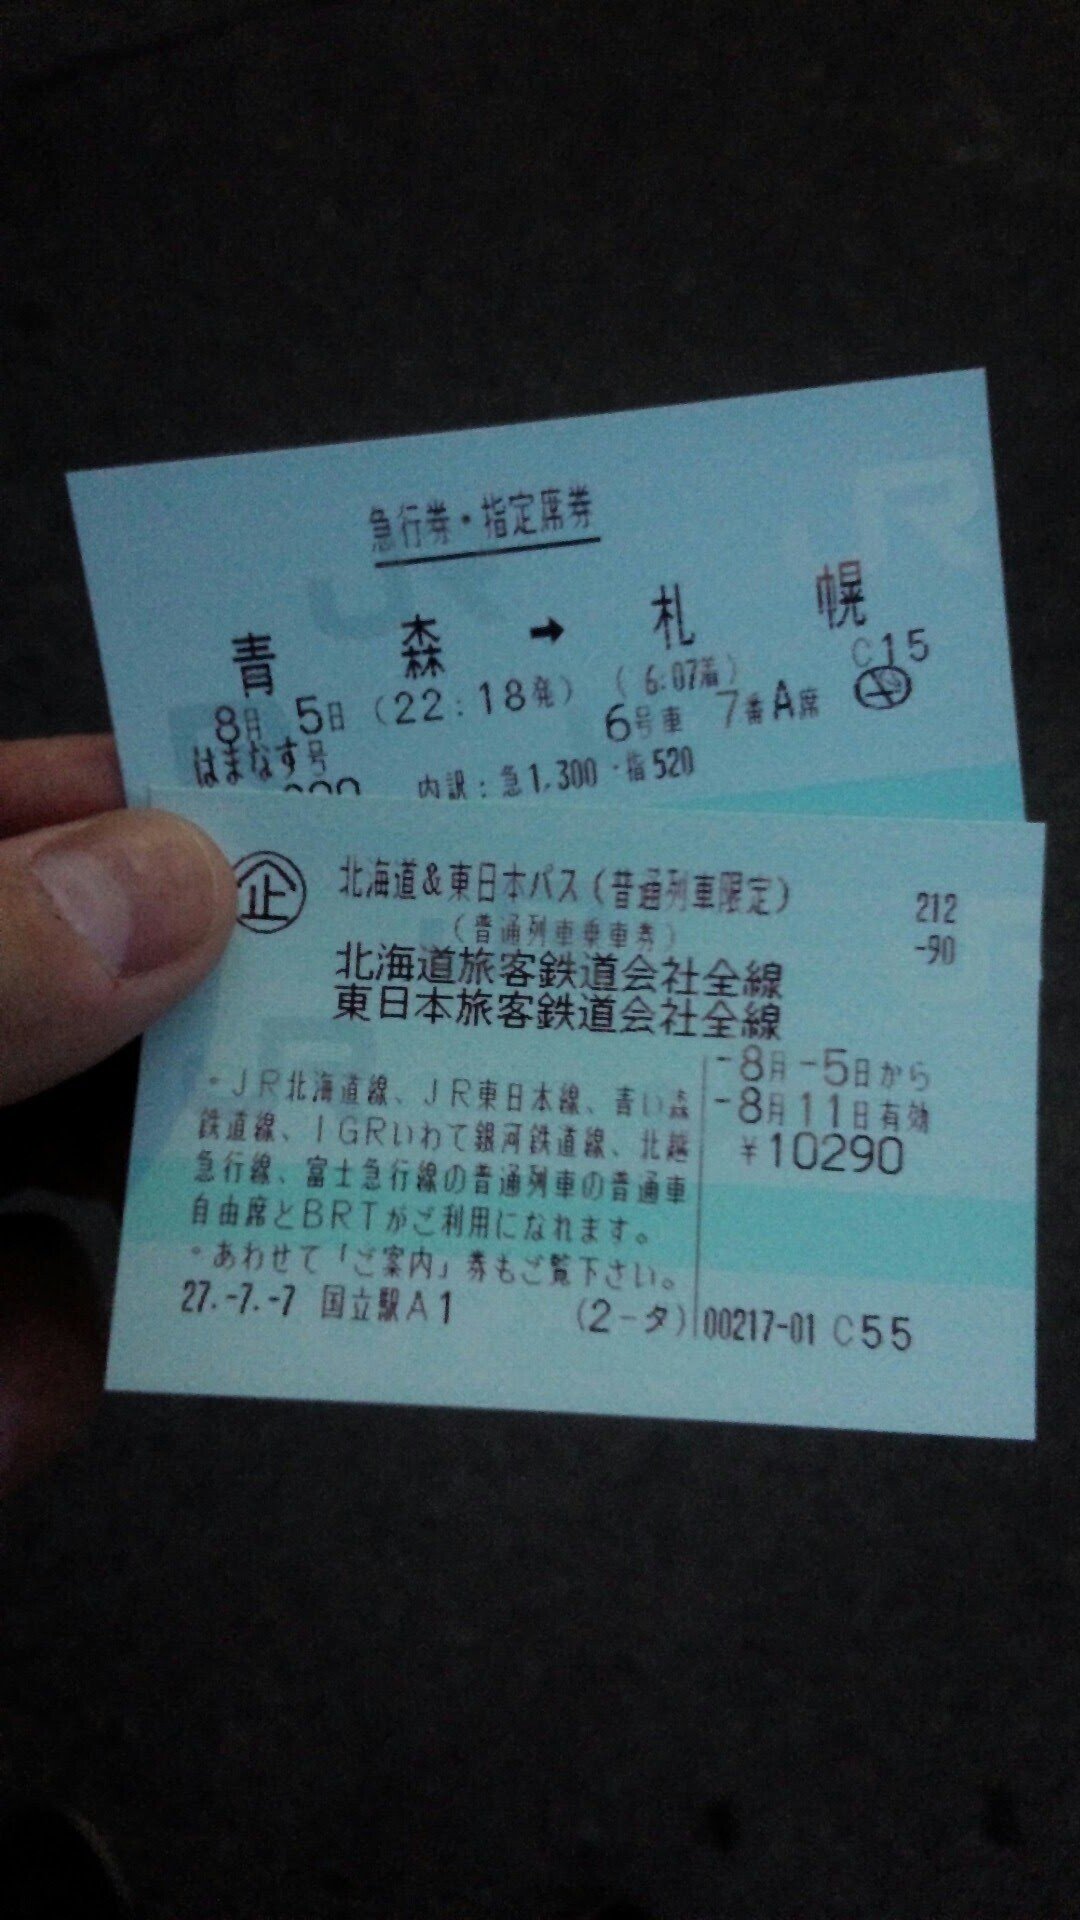 急行券・指定席券
青森→札幌
C15
8月 5日 (22:18発) (6:07着)
はまなす号 6号車 7番A席
内訳:急1,300・指520
企 北海道&東日本パス(普通列車限定) 212
(普通列車乗車券) -90
北海道旅客鉄道会社全線
東日本旅客鉄道会社全線
-8月-5日から
-8月11日有効
¥10290
・JR北海道線、JR東日本線、青い森
鉄道線、IGRいわて銀河鉄道線、北越
急行線、富士急行線の普通列車の普通車
自由席とBRTがご利用になれます。
・あわせて「ご案内」券もご覧下さい。
27.-7.-7 国立駅A1 (2-タ) 00217-01 C55